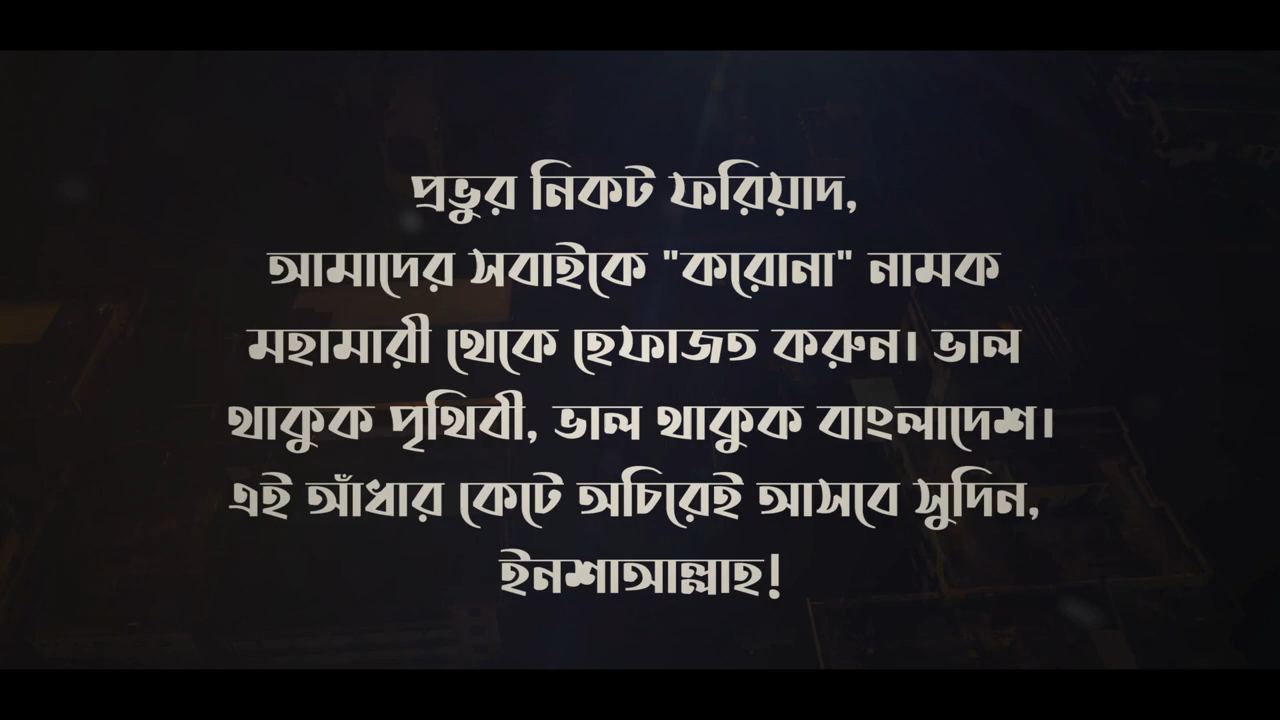 প্রভুর নিকট ফরিয়াদ,
আমাদের সবাইকে "করোনা" নামক
মহামারী থেকে হেফাজত করুন। ভাল
থাকুক পৃথিবী, ভাল থাকুক বাংলাদেশ।
এই আঁধার কেটে অচিরেই আসবে সুদিন,
ইনশাআল্লাহ!